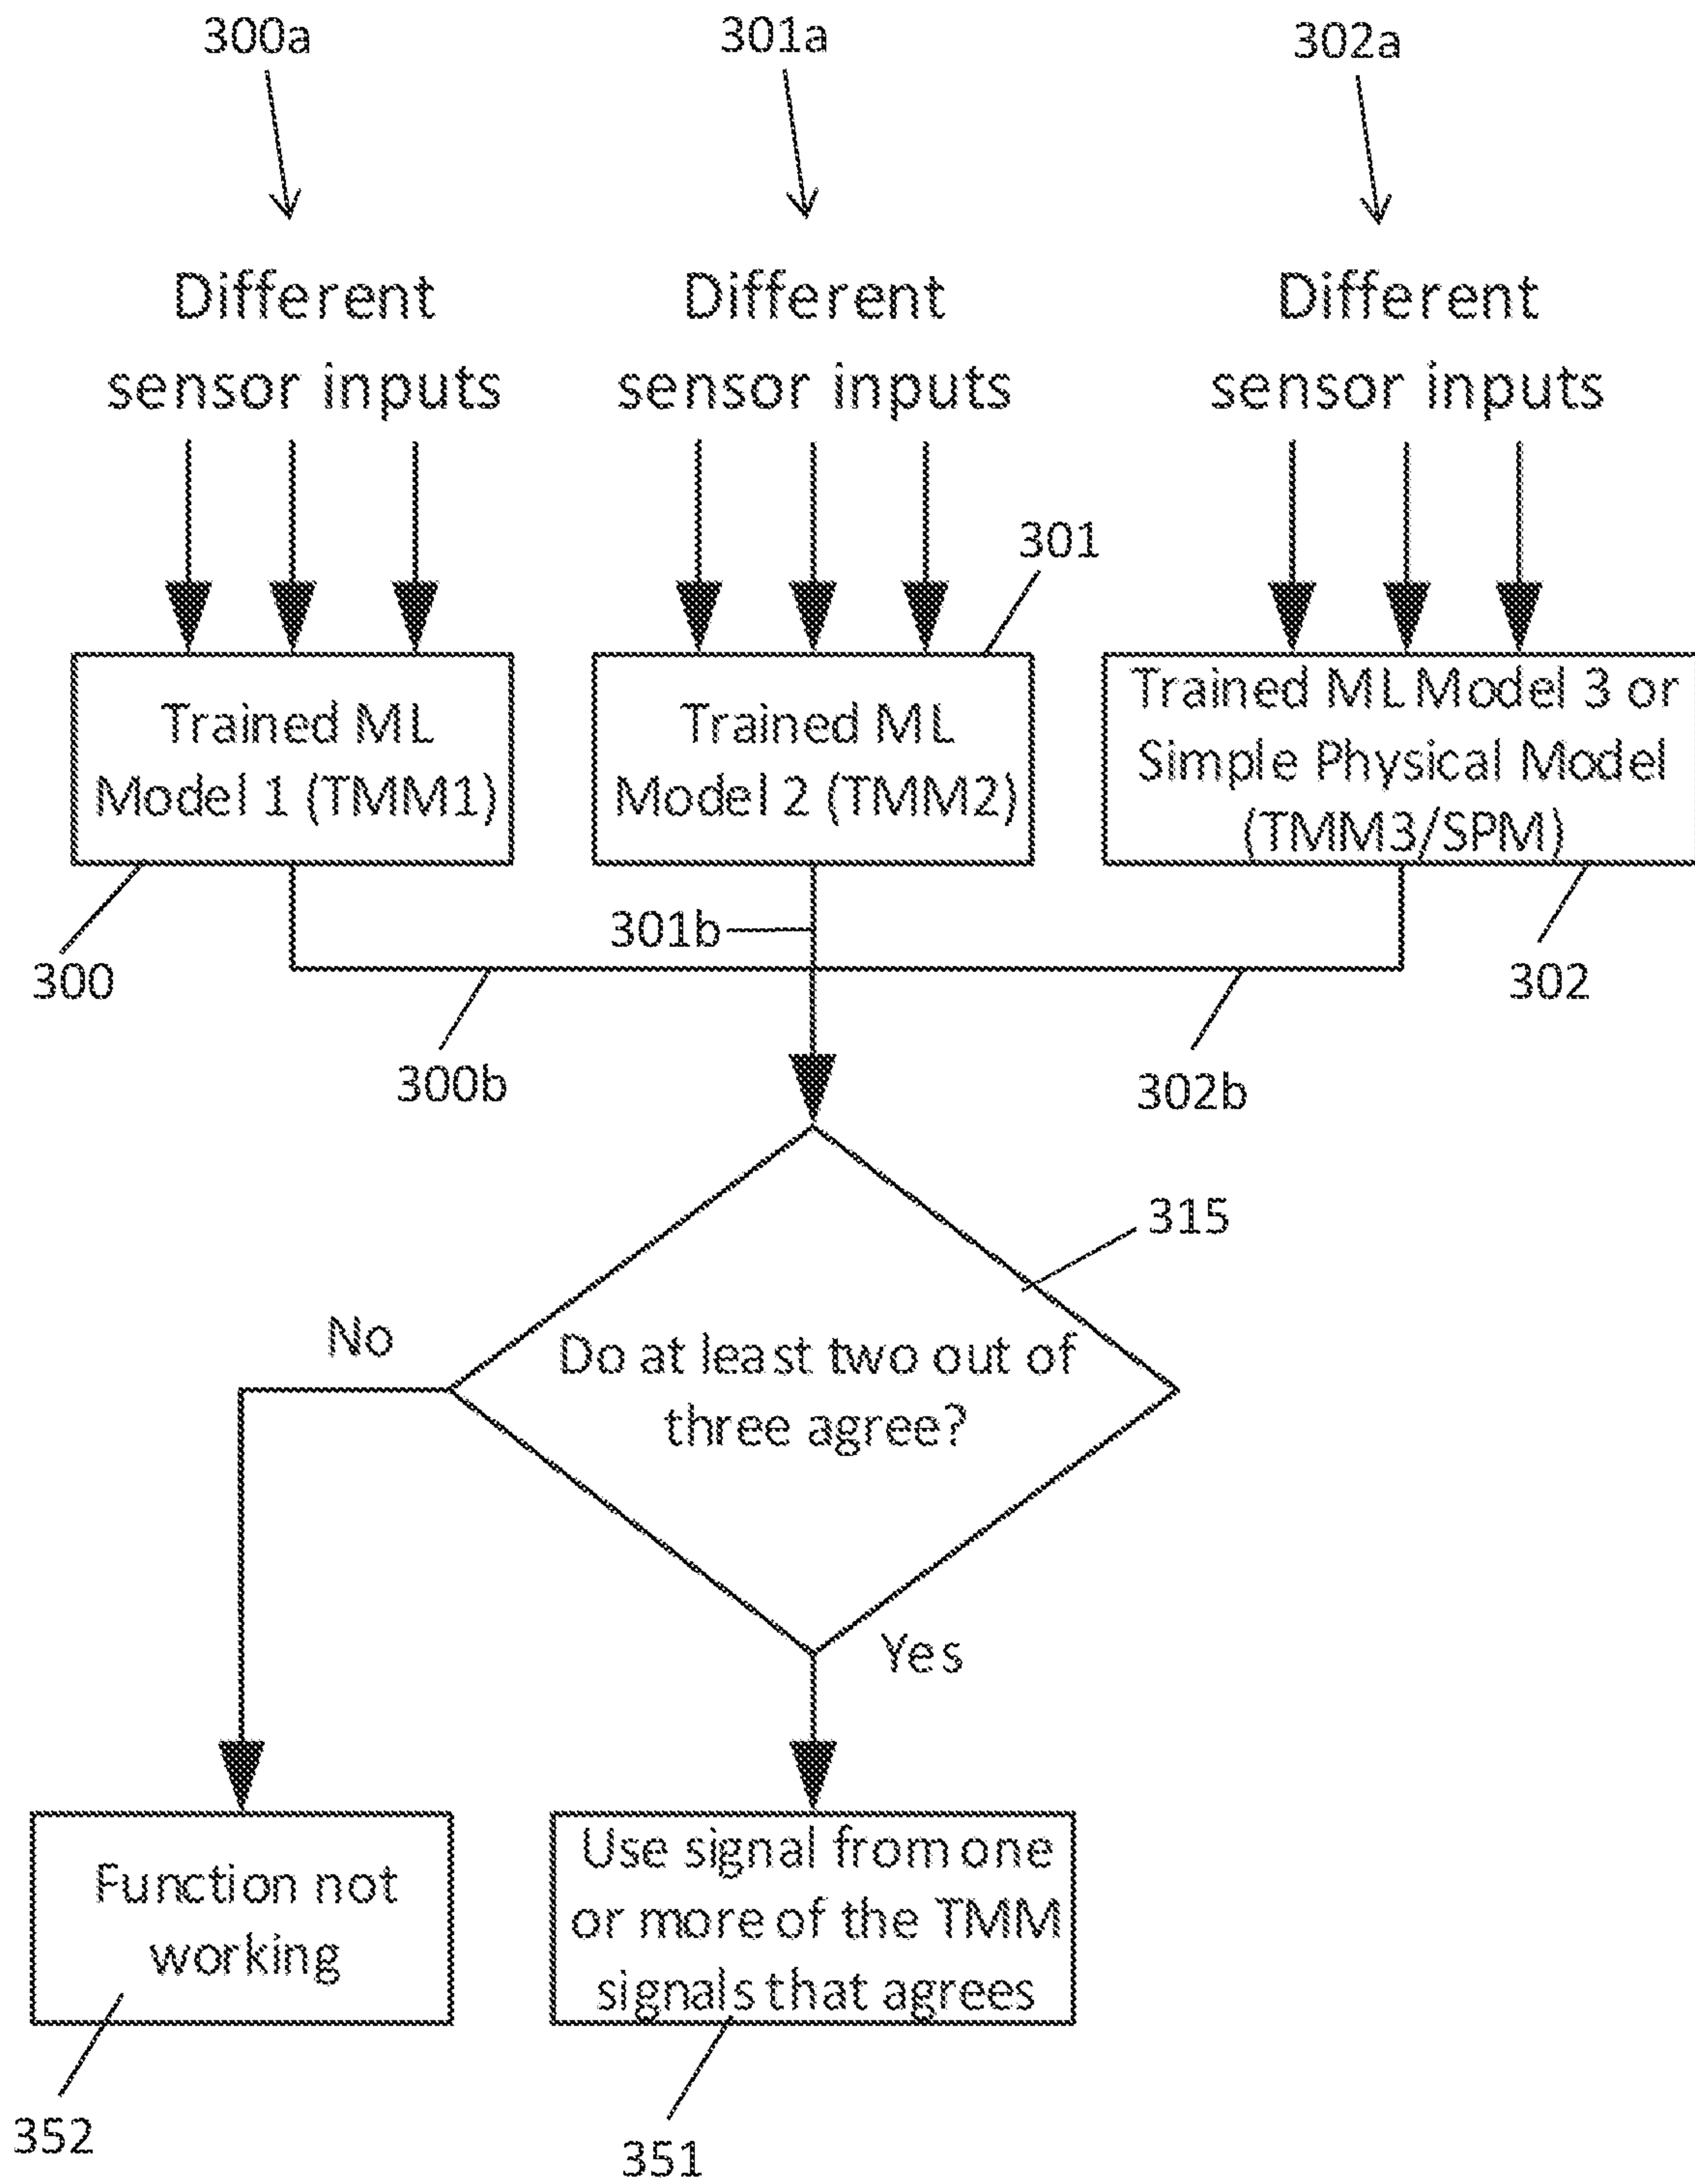 300a
301a
302a
Different
sensor inputs
Different
sensor inputs
Different
sensor inputs
301
Trained ML
Model 1 (TMM1)
Trained ML
Model 2 (TMM2)
Trained ML Model 3 or
Simple Physical Model
(TMM3/SPM)
300
301b
302
300b
302b
315
No
Do at least two out of
three agree?
Yes
Function not
working
Use signal from one
or more of the TMM
signals that agrees
352
351